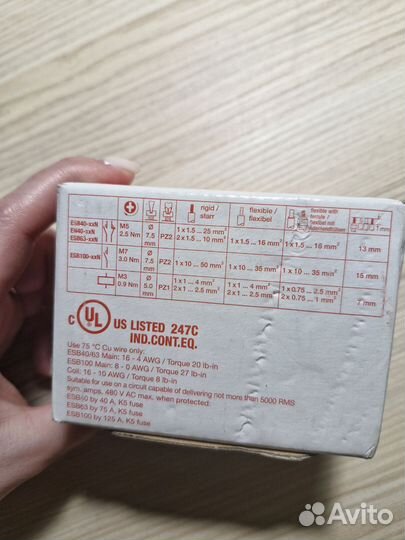 rigid / starr
flexible / flexibel
flexible with ferrule / flexibel mit Aderendhülsen
ESB40-xxN
EN40-xxN
ESB63-xxN
M5
2.5 Nm
Ø
7.5
mm
PZ2
1 x 1.5 ... 25 mm²
2 x 1.5 ... 10 mm²
1 x 1.5 ... 16 mm²
1 x 1.5 ... 16 mm²
13 mm
ESB100-xxN
M7
3.0 Nm
Ø
7.5
mm
PZ2
1 x 10 ... 50 mm²
1 x 10 ... 35 mm²
1 x 10 ... 35 mm²
15 mm
M3
0.9 Nm
Ø
5.0
mm
PZ1
1 x 1 ... 4 mm²
2 x 1 ... 2.5 mm²
1 x 1 ... 4 mm²
2 x 1 ... 2.5 mm²
1 x 0.75 ... 2.5 mm²
2 x 0.75 ... 1 mm²
7 mm
C UL US LISTED 247C
IND.CONT.EQ.
Use 75 °C Cu wire only:
ESB40/63 Main: 16 - 4 AWG / Torque 20 lb-in
ESB100 Main: 8 - 0 AWG / Torque 27 lb-in
Coil: 16 - 10 AWG / Torque 8 lb-in
Suitable for use on a circuit capable of delivering not more than 5000 RMS
sym. amps, 480 V AC max. when protected:
ESB40 by 40 A, K5 fuse
ESB63 by 75 A, K5 fuse
ESB100 by 125 A, K5 fuse
Avito